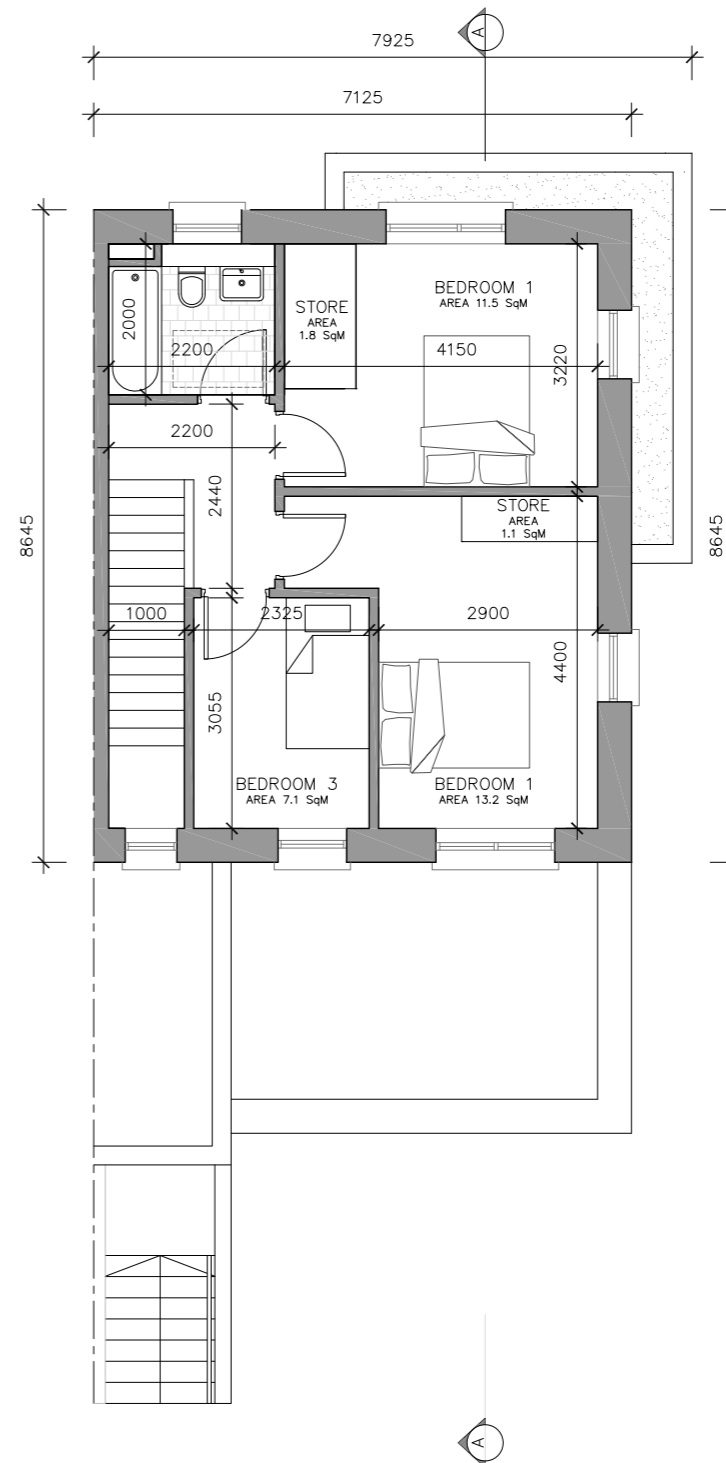 A
7925
7125
8645
8645
2000
2200
STORE
AREA
1.8 SqM
BEDROOM 1
AREA 11.5 SqM
4150
3220
2200
2440
STORE
AREA
1.1 SqM
1000
2325
2900
4400
3055
BEDROOM 3
AREA 7.1 SqM
BEDROOM 1
AREA 13.2 SqM
A